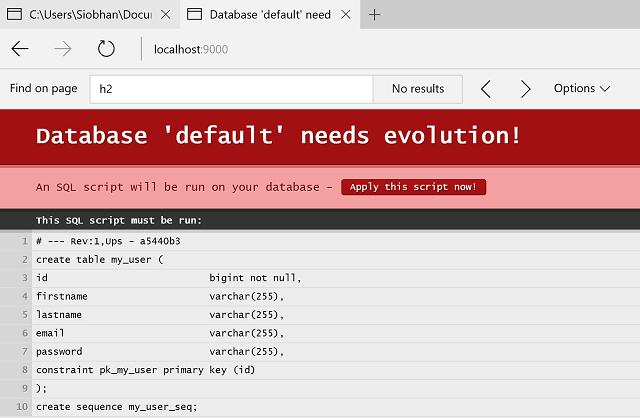 C:\Users\Siobhan\Docu
Database 'default' need
localhost:9000
Find on page
h2
No results
Options
Database 'default' needs evolution!
An SQL script will be run on your database - Apply this script now!
This SQL script must be run:
1 # --- Rev:1,Ups - a5440b3
2 create table my_user (
3 id bigint not null,
4 firstname varchar(255),
5 lastname varchar(255),
6 email varchar(255),
7 password varchar(255),
8 constraint pk_my_user primary key (id)
9 );
10 create sequence my_user_seq;